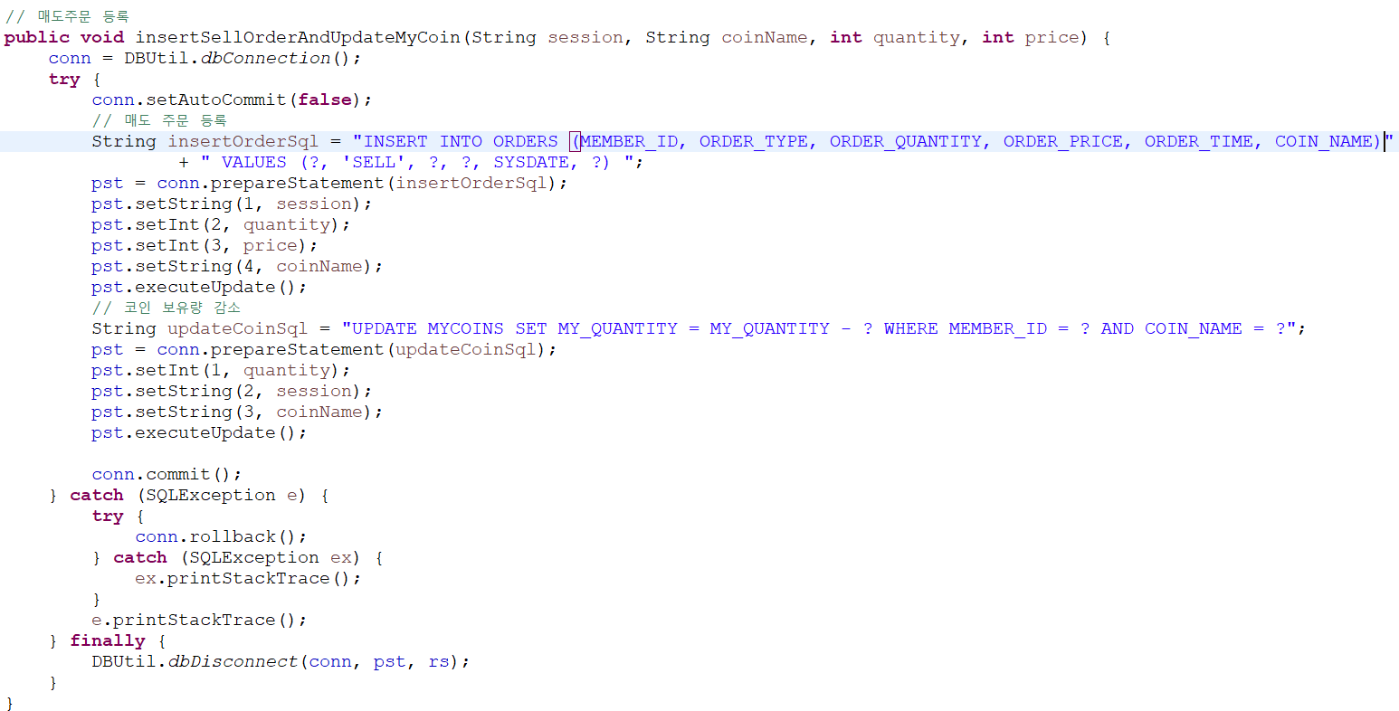 // 매도주문 등록
public void insertSellOrderAndUpdateMyCoin(String session, String coinName, int quantity, int price) {
    conn = DBUtil.dbConnection();
    try {
        conn.setAutoCommit(false);
        // 매도 주문 등록
        String insertOrderSql = "INSERT INTO ORDERS (MEMBER_ID, ORDER_TYPE, ORDER_QUANTITY, ORDER_PRICE, ORDER_TIME, COIN_NAME)"
                + " VALUES (?, 'SELL', ?, ?, SYSDATE, ?) ";
        pst = conn.prepareStatement(insertOrderSql);
        pst.setString(1, session);
        pst.setInt(2, quantity);
        pst.setInt(3, price);
        pst.setString(4, coinName);
        pst.executeUpdate();
        // 코인 보유량 감소
        String updateCoinSql = "UPDATE MYCOINS SET MY_QUANTITY = MY_QUANTITY - ? WHERE MEMBER_ID = ? AND COIN_NAME = ?";
        pst = conn.prepareStatement(updateCoinSql);
        pst.setInt(1, quantity);
        pst.setString(2, session);
        pst.setString(3, coinName);
        pst.executeUpdate();

        conn.commit();
    } catch (SQLException e) {
        try {
            conn.rollback();
        } catch (SQLException ex) {
            ex.printStackTrace();
        }
        e.printStackTrace();
    } finally {
        DBUtil.dbDisconnect(conn, pst, rs);
    }
}